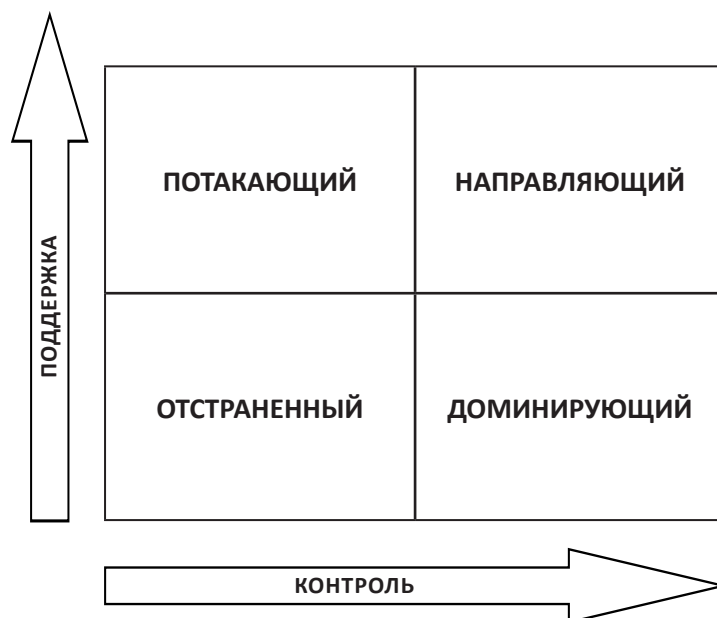 ПОТАКАЮЩИЙ
НАПРАВЛЯЮЩИЙ
ПОДДЕРЖКА
ОТСТРАНЕННЫЙ
ДОМИНИРУЮЩИЙ
КОНТРОЛЬ